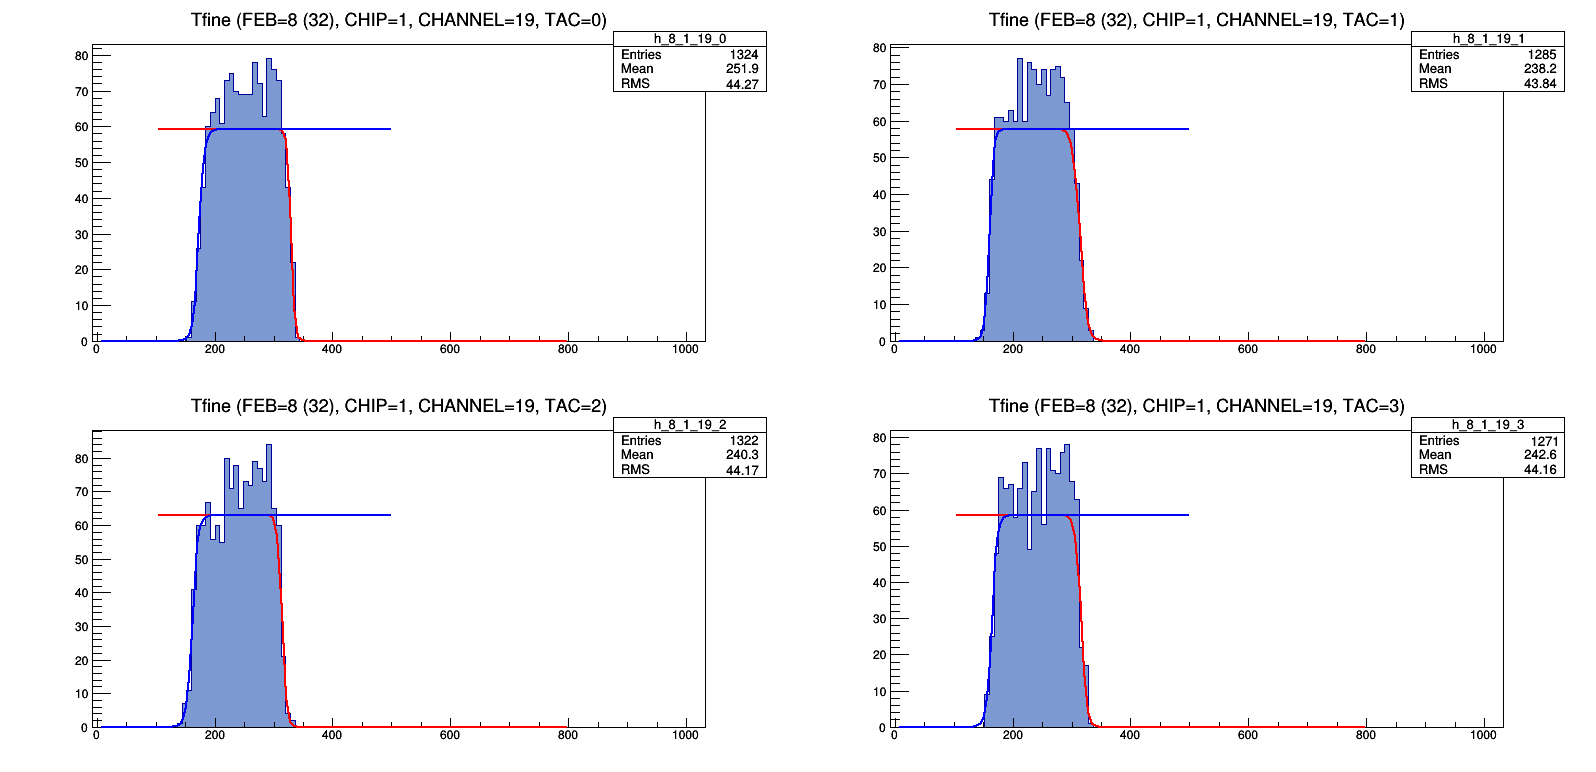 Tfine (FEB=8 (32), CHIP=1, CHANNEL=19, TAC=0)
h_8_1_19_0
Entries 1324
Mean 251.9
RMS 44.27
80
70
60
50
40
30
20
10
0
0 200 400 600 800 1000
Tfine (FEB=8 (32), CHIP=1, CHANNEL=19, TAC=1)
h_8_1_19_1
Entries 1285
Mean 238.2
RMS 43.84
80
70
60
50
40
30
20
10
0
0 200 400 600 800 1000
Tfine (FEB=8 (32), CHIP=1, CHANNEL=19, TAC=2)
h_8_1_19_2
Entries 1322
Mean 240.3
RMS 44.17
80
70
60
50
40
30
20
10
0
0 200 400 600 800 1000
Tfine (FEB=8 (32), CHIP=1, CHANNEL=19, TAC=3)
h_8_1_19_3
Entries 1271
Mean 242.6
RMS 44.16
80
70
60
50
40
30
20
10
0
0 200 400 600 800 1000